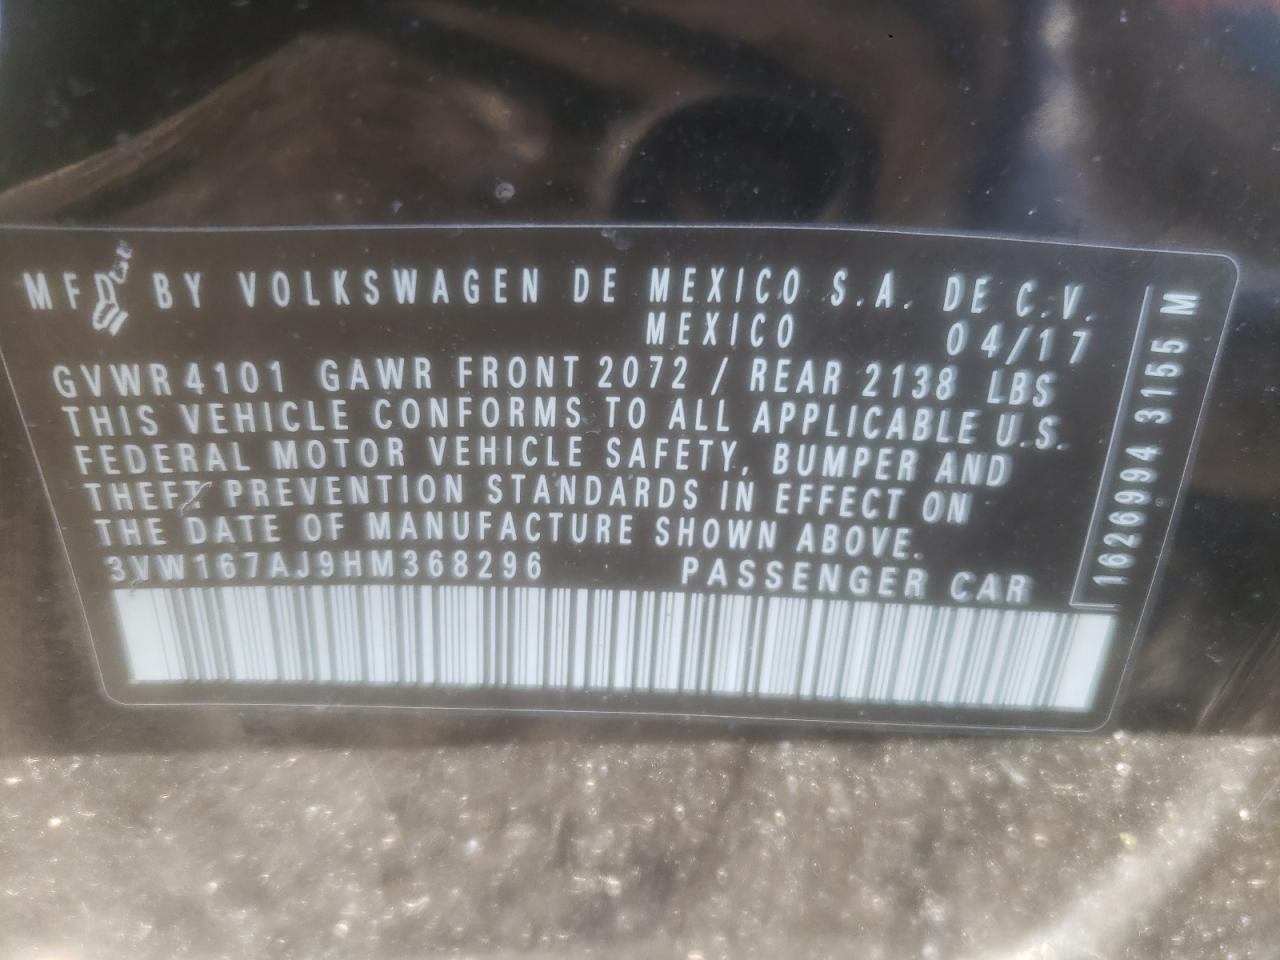 MFD BY VOLKSWAGEN DE MEXICO S.A. DE C.V.
MEXICO 04/17
GVWR 4101 GAWR FRONT 2072 / REAR 2138 LBS
THIS VEHICLE CONFORMS TO ALL APPLICABLE U.S.
FEDERAL MOTOR VEHICLE SAFETY, BUMPER AND
THEFT PREVENTION STANDARDS IN EFFECT ON
THE DATE OF MANUFACTURE SHOWN ABOVE.
3VW167AJ9HM368296 PASSENGER CAR
1626994 3155 M